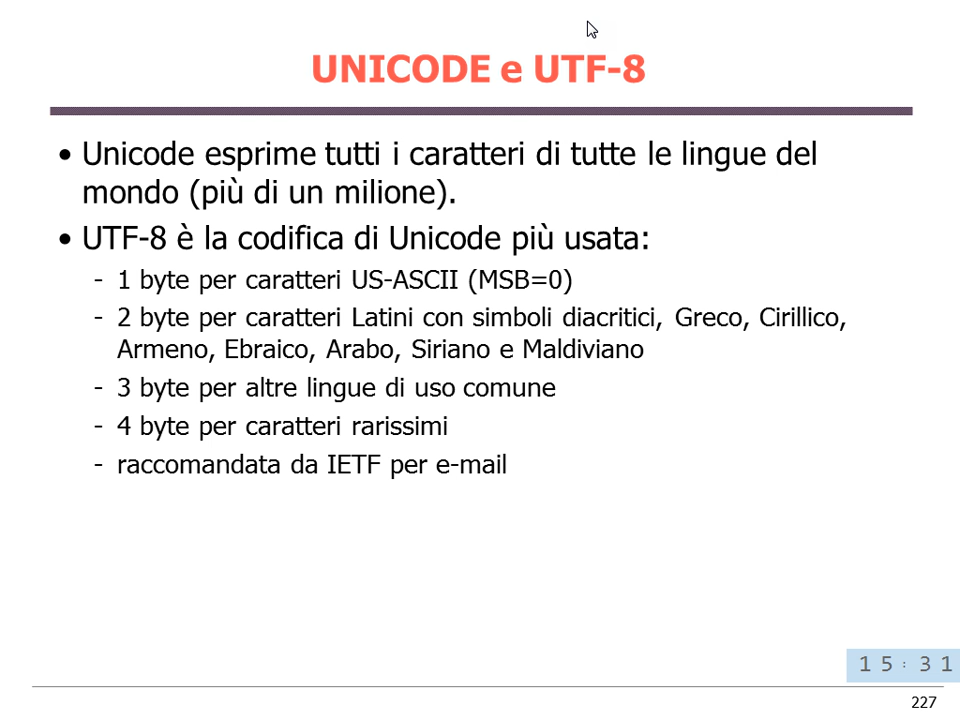 UNICODE e UTF-8
• Unicode esprime tutti i caratteri di tutte le lingue del
mondo (più di un milione).
• UTF-8 è la codifica di Unicode più usata:
- 1 byte per caratteri US-ASCII (MSB=0)
- 2 byte per caratteri Latini con simboli diacritici, Greco, Cirillico,
Armeno, Ebraico, Arabo, Siriano e Maldiviano
- 3 byte per altre lingue di uso comune
- 4 byte per caratteri rarissimi
- raccomandata da IETF per e-mail
15:31
227